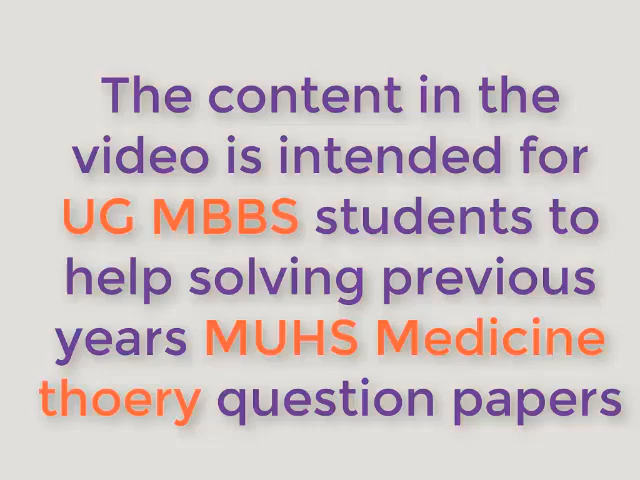 The content in the
video is intended for
UG MBBS students to
help solving previous
years MUHS Medicine
thoery question papers